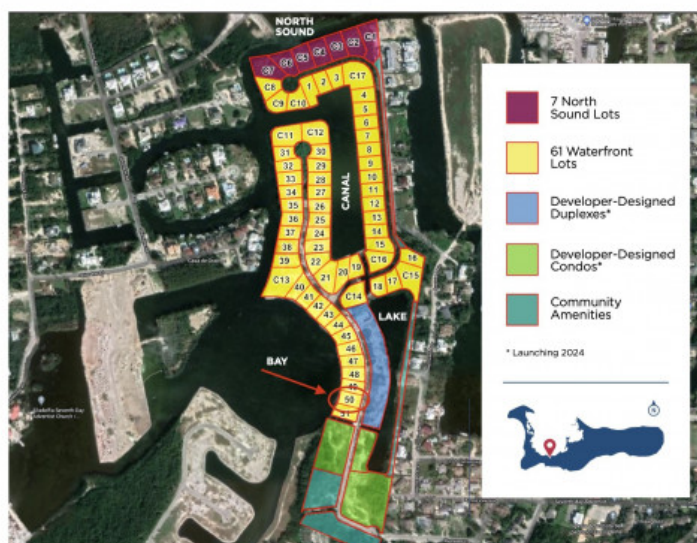 NORTH
SOUND
C7 C6 C5 C4 C3 C2 C1
C8 1 2 3 C17
C9 C10
4
5
6
7
8
9
10
11
12
13
14
15
C11 C12
31 30
32 29
33 28
34 27
35 26
36 25
37 24
38 23
39 22
C13 40 21 20 19 C16 16
41 C14 18 17 C15
42
43
44
45
46
47
48
49
50
51
CANAL
LAKE
BAY
7 North
Sound Lots
61 Waterfront
Lots
Developer-Designed
Duplexes*
Developer-Designed
Condos*
Community
Amenities
* Launching 2024
N